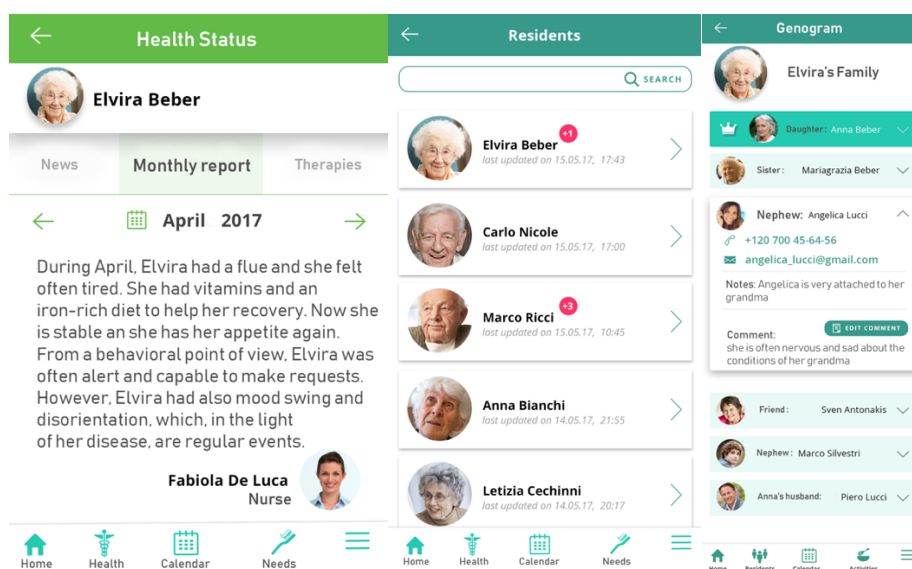 Health Status
Elvira Beber
News
Monthly report
Therapies
April 2017
During April, Elvira had a flue and she felt
often tired. She had vitamins and an
iron-rich diet to help her recovery. Now she
is stable an she has her appetite again.
From a behavioral point of view, Elvira was
often alert and capable to make requests.
However, Elvira had also mood swing and
disorientation, which, in the light
of her disease, are regular events.
Fabiola De Luca
Nurse
Home
Health
Calendar
Needs
Residents
SEARCH
Elvira Beber +1
last updated on 15.05.17, 17:43
Carlo Nicole
last updated on 15.05.17, 17:00
Marco Ricci +3
last updated on 15.05.17, 10:45
Anna Bianchi
last updated on 14.05.17, 21:55
Letizia Cechinni
last updated on 14.05.17, 20:17
Home
Health
Calendar
Needs
Genogram
Elvira's Family
Daughter: Anna Beber
Sister: Mariagrazia Beber
Nephew: Angelica Lucci
+120 700 45-64-56
angelica_lucci@gmail.com
Notes: Angelica is very attached to her
grandma
EDIT COMMENT
Comment:
she is often nervous and sad about the
conditions of her grandma
Friend: Sven Antonakis
Nephew: Marco Silvestri
Anna's husband: Piero Lucci
Home
Residents
Calendar
Activities